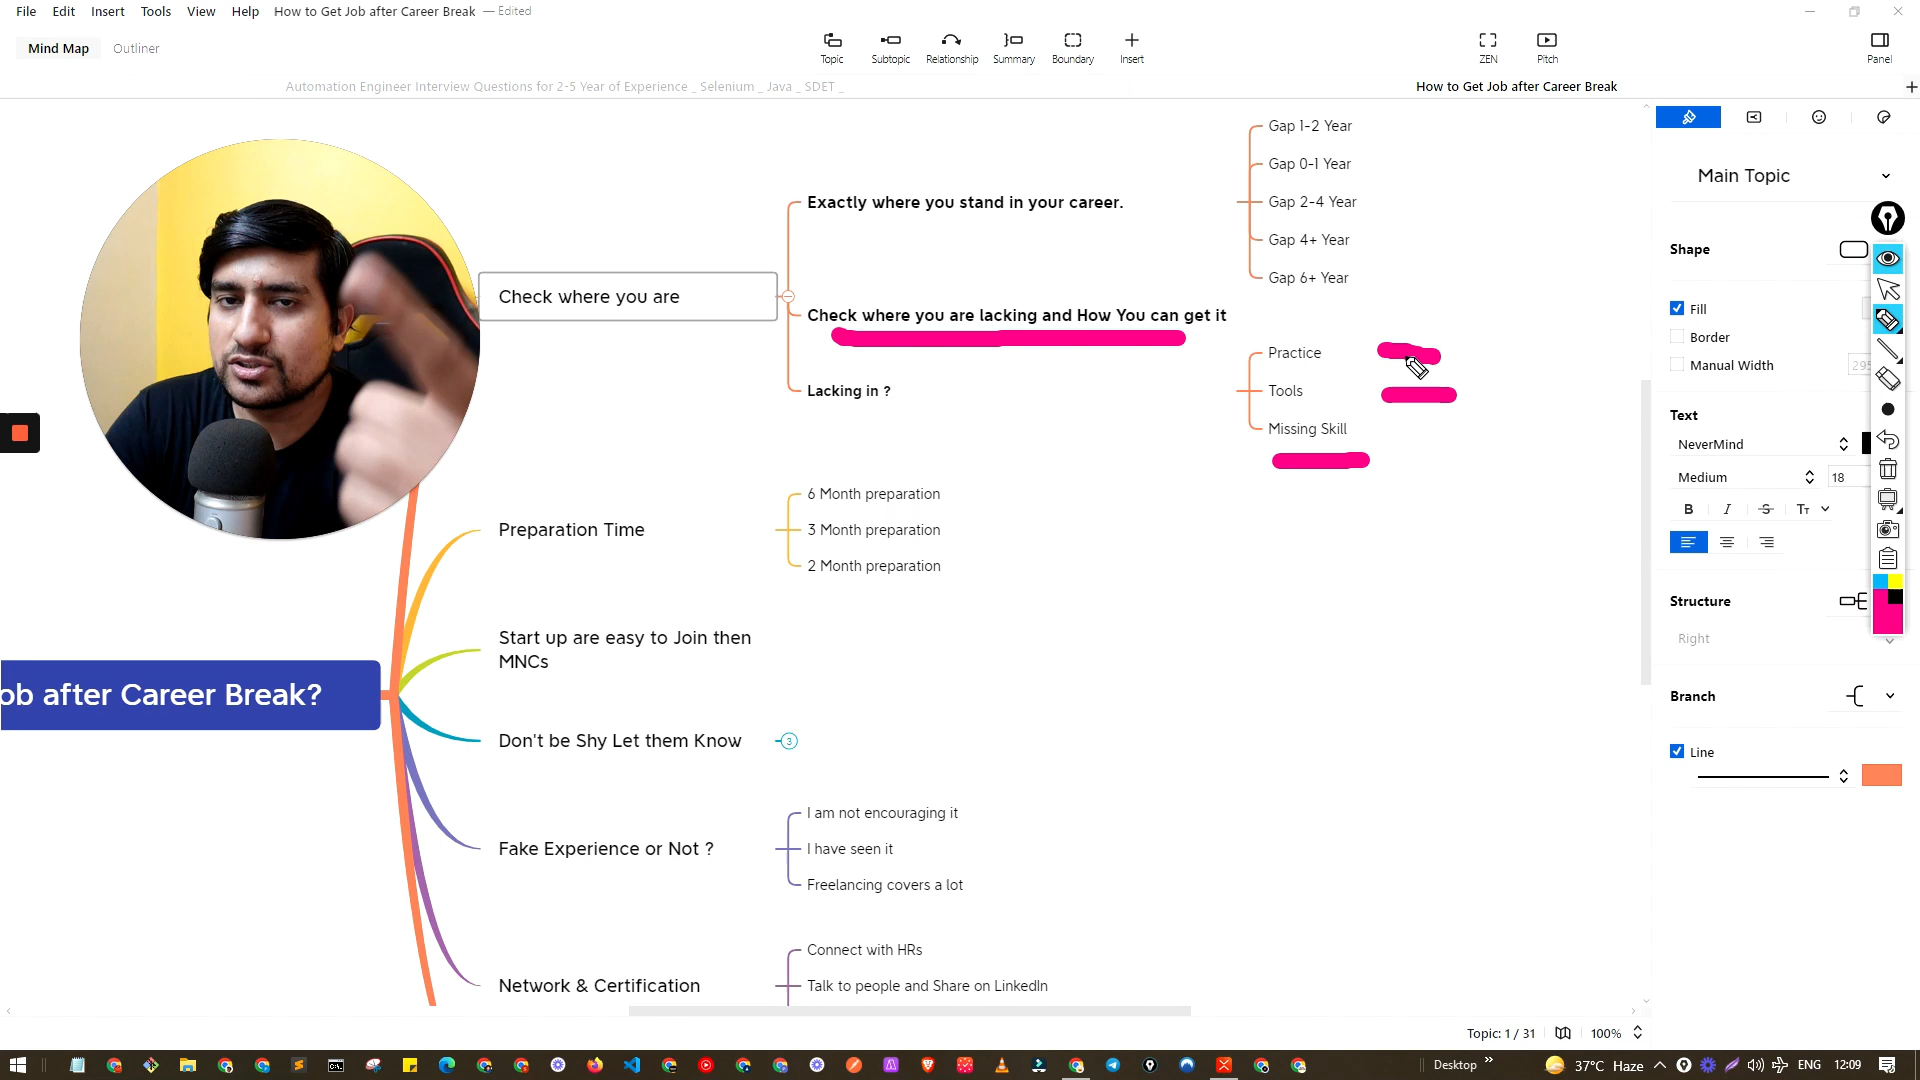 File Edit Insert Tools View Help How to Get Job after Career Break — Edited
Mind Map Outliner
Topic Subtopic Relationship Summary Boundary Insert ZEN Pitch Panel
Automation Engineer Interview Questions for 2-5 Year of Experience _ Selenium _ Java _ SDET _
How to Get Job after Career Break
Check where you are
Exactly where you stand in your career.
Gap 1-2 Year
Gap 0-1 Year
Gap 2-4 Year
Gap 4+ Year
Gap 6+ Year
Check where you are lacking and How You can get it
Lacking in ?
Practice
Tools
Missing Skill
Preparation Time
6 Month preparation
3 Month preparation
2 Month preparation
Start up are easy to Join then
MNCs
ob after Career Break?
Don't be Shy Let them Know
3
Fake Experience or Not ?
I am not encouraging it
I have seen it
Freelancing covers a lot
Network & Certification
Connect with HRs
Talk to people and Share on LinkedIn
Main Topic
Shape
Fill
Border
Manual Width 295
Text
NeverMind
Medium 18
B I S Tт
Structure
Right
Branch
Line
Topic: 1 / 31 100%
Desktop » 37°C Haze ENG 12:09